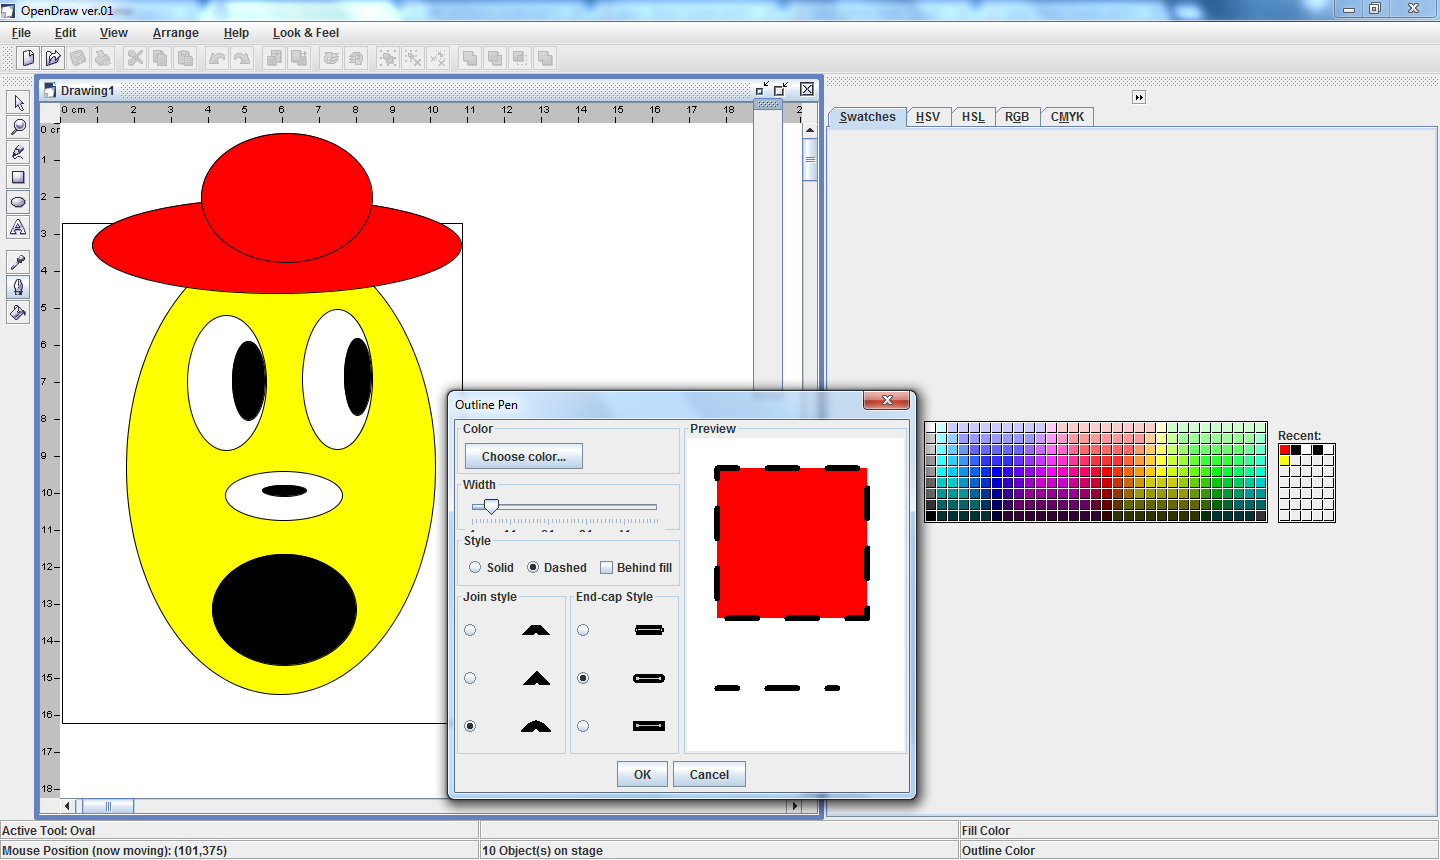 OpenDraw ver.01
File Edit View Arrange Help Look & Feel
Drawing1
0 cm 1 2 3 4 5 6 7 8 9 10 11 12 13 14 15 16 17 18 2
0 cm
1
2
3
4
5
6
7
8
9
10
11
12
13
14
15
16
17
18
Swatches HSV HSL RGB CMYK
Recent:
Outline Pen
Color
Choose color...
Width
Style
Solid Dashed Behind fill
Join style
End-cap Style
Preview
OK Cancel
Active Tool: Oval
Fill Color
Mouse Position (now moving): (101,375)
10 Object(s) on stage
Outline Color